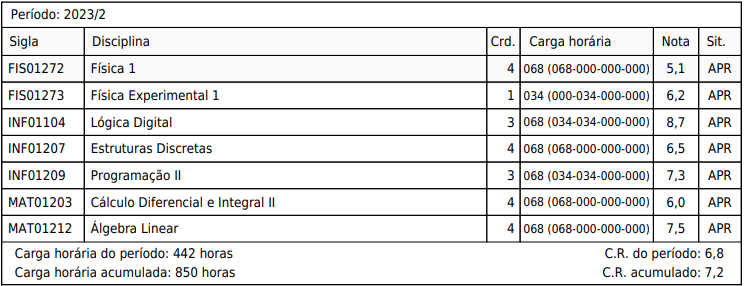 Período: 2023/2
Sigla Disciplina Crd. Carga horária Nota Sit.
FIS01272 Física 1 4 068 (068-000-000-000) 5,1 APR
FIS01273 Física Experimental 1 1 034 (000-034-000-000) 6,2 APR
INF01104 Lógica Digital 3 068 (034-034-000-000) 8,7 APR
INF01207 Estruturas Discretas 4 068 (068-000-000-000) 6,5 APR
INF01209 Programação II 3 068 (034-034-000-000) 7,3 APR
MAT01203 Cálculo Diferencial e Integral II 4 068 (068-000-000-000) 6,0 APR
MAT01212 Álgebra Linear 4 068 (068-000-000-000) 7,5 APR
Carga horária do período: 442 horas C.R. do período: 6,8
Carga horária acumulada: 850 horas C.R. acumulado: 7,2